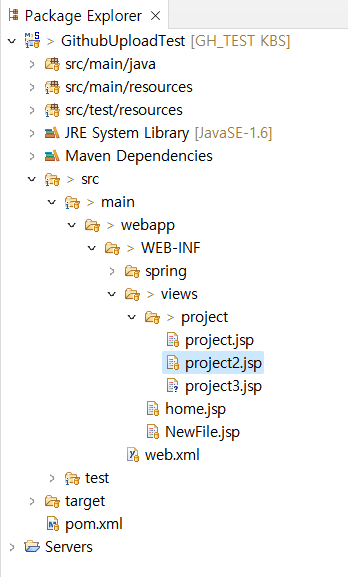 Package Explorer
> GithubUploadTest [GH_TEST KBS]
src/main/java
> src/main/resources
src/test/resources
JRE System Library [JavaSE-1.6]
Maven Dependencies
> src
> main
> webapp
> WEB-INF
spring
> views
> project
project.jsp
project2.jsp
project3.jsp
home.jsp
NewFile.jsp
web.xml
test
target
pom.xml
Servers